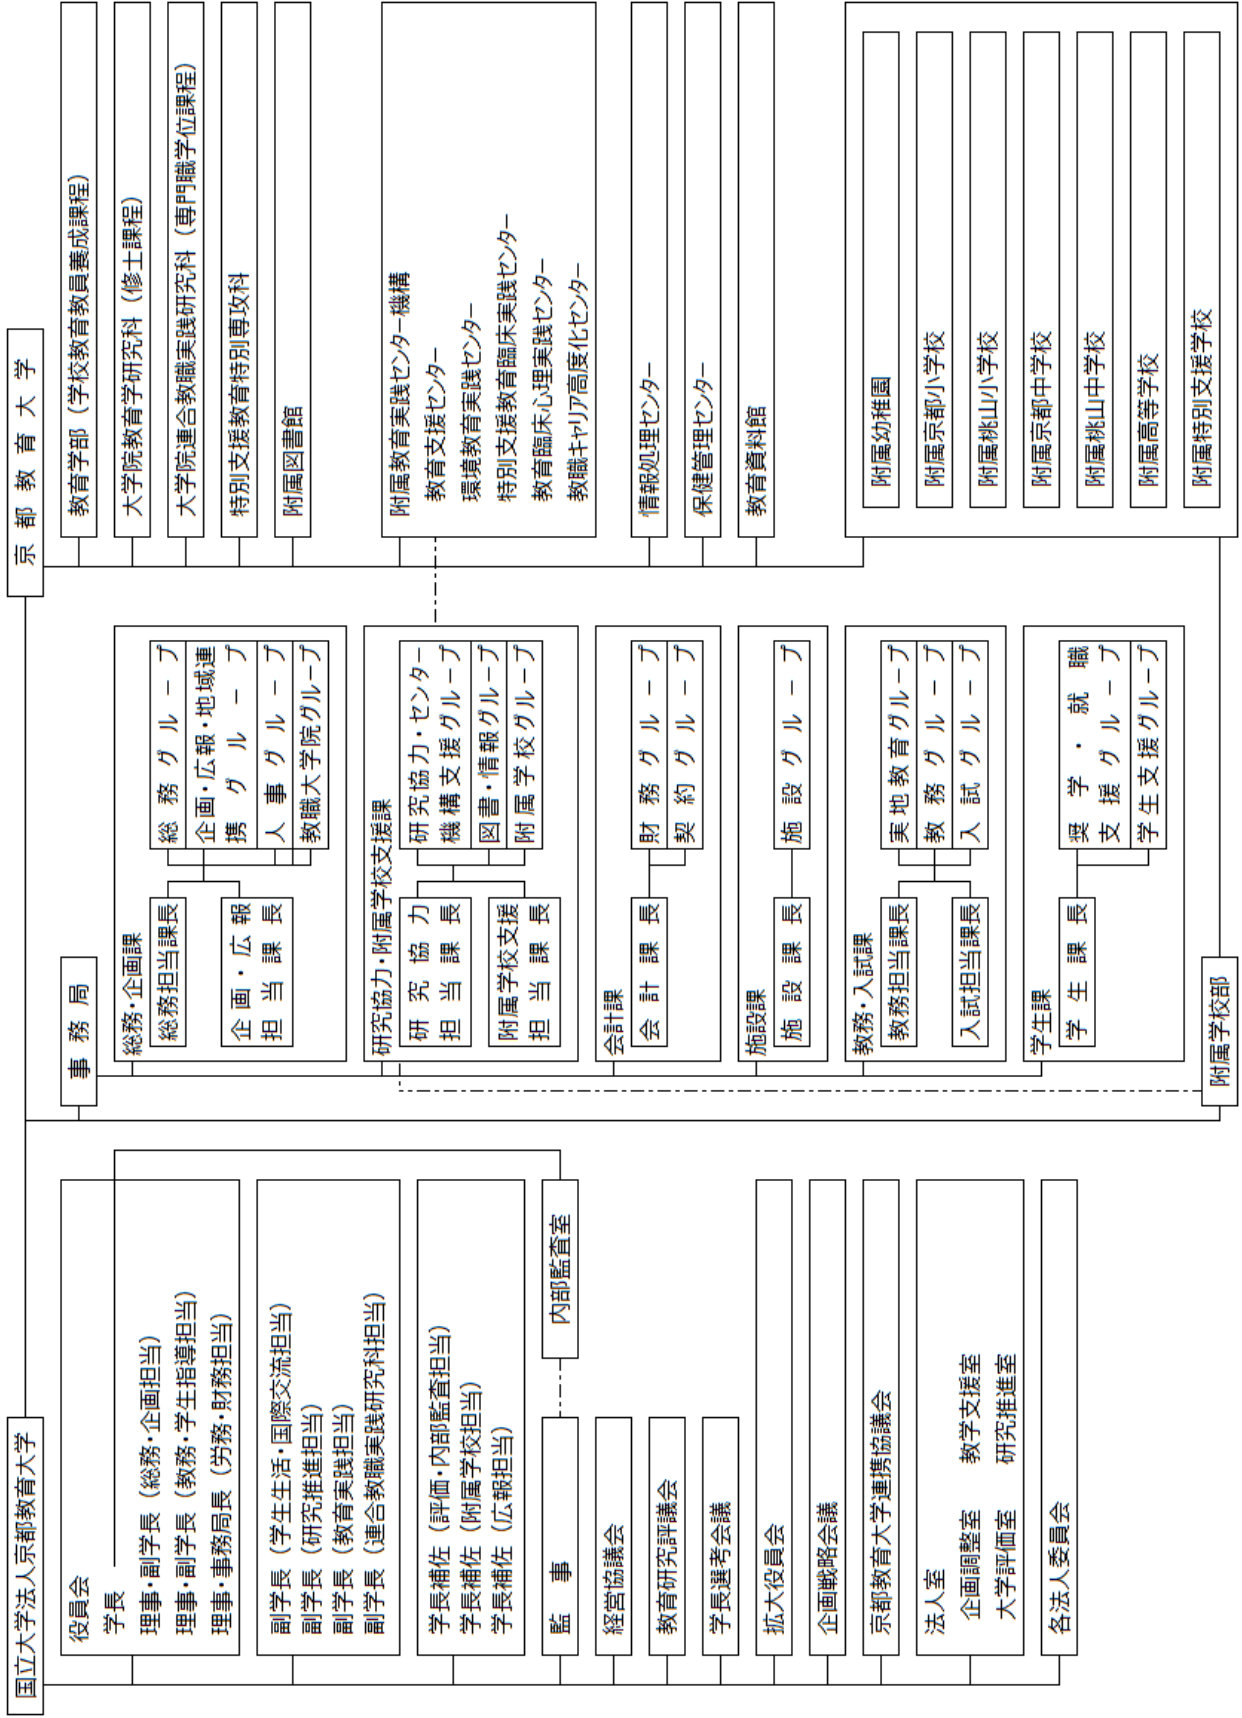 国立大学法人京都教育大学
役員会
学長
理事・副学長（総務・企画担当）
理事・副学長（教務・学生指導担当）
理事・事務局長（労務・財務担当）
副学長（学生生活・国際交流担当）
副学長（研究推進担当）
副学長（教育実践担当）
副学長（連合教職実践研究科担当）
学長補佐（評価・内部監査担当）
学長補佐（附属学校担当）
学長補佐（広報担当）
監事
内部監査室
経営協議会
教育研究評議会
学長選考会議
拡大役員会
企画戦略会議
京都教育大学連携協議会
法人室
企画調整室 教学支援室
大学評価室 研究推進室
各法人委員会
事務局
総務・企画課
総務担当課長
企画・広報
担当課長
総務グループ
企画・広報・地域連
携グループ
人事グループ
教職大学院グループ
研究協力・附属学校支援課
研究協力
担当課長
附属学校支援
担当課長
研究協力・センター
機構支援グループ
図書・情報グループ
附属学校グループ
会計課
会計課長
財務グループ
契約グループ
施設課
施設課長
施設グループ
教務・入試課
教務担当課長
入試担当課長
実地教育グループ
教務グループ
入試グループ
学生課
学生課長
奨学・就職
支援グループ
学生支援グループ
附属学校部
京都教育大学
教育学部（学校教育教員養成課程）
大学院教育学研究科（修士課程）
大学院連合教職実践研究科（専門職学位課程）
特別支援教育特別専攻科
附属図書館
附属教育実践センター機構
教育支援センター
環境教育実践センター
特別支援教育臨床実践センター
教育臨床心理実践センター
教職キャリア高度化センター
情報処理センター
保健管理センター
教育資料館
附属幼稚園
附属京都小学校
附属桃山小学校
附属京都中学校
附属桃山中学校
附属高等学校
附属特別支援学校